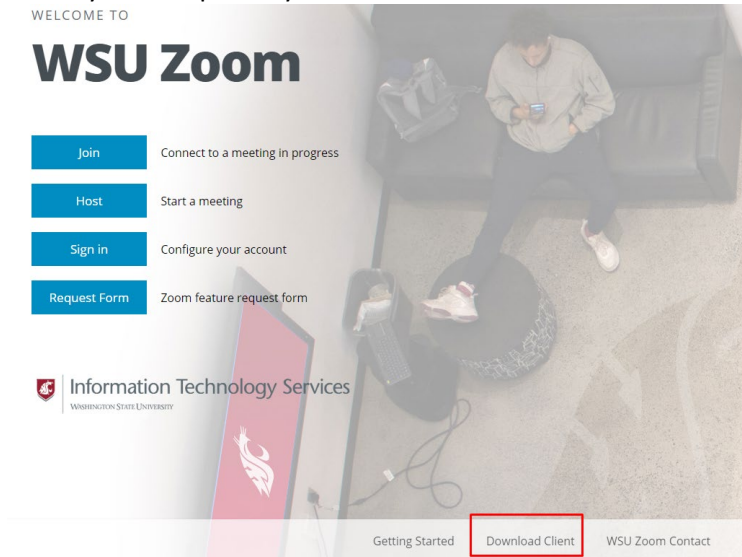 WELCOME TO
WSU Zoom
Join Connect to a meeting in progress
Host Start a meeting
Sign in Configure your account
Request Form Zoom feature request form
Information Technology Services
WASHINGTON STATE UNIVERSITY
Getting Started Download Client WSU Zoom Contact